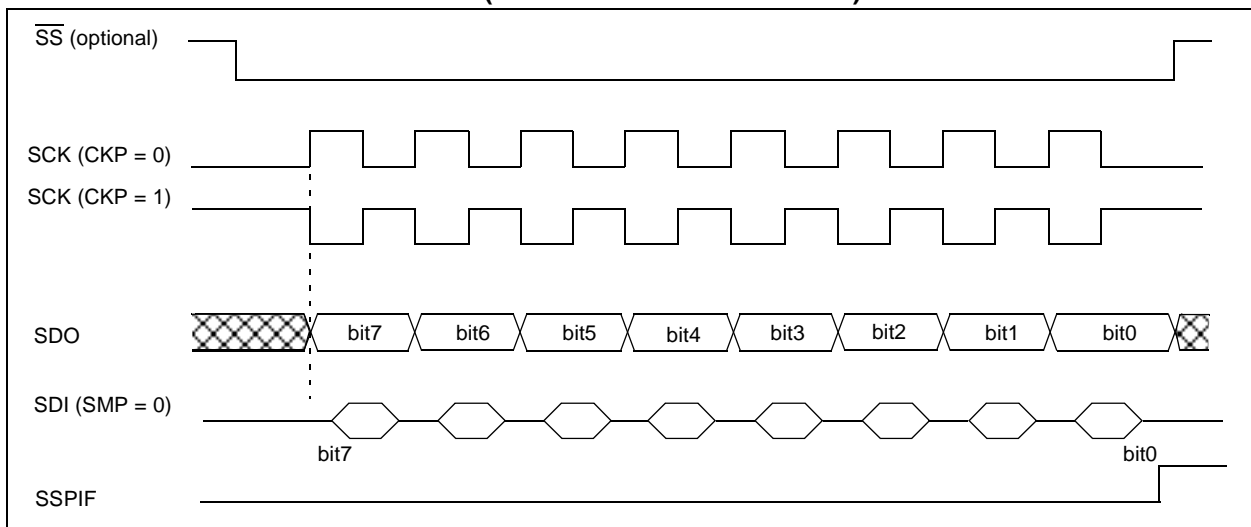 SS (optional)
SCK (CKP = 0)
SCK (CKP = 1)
SDO
bit7 bit6 bit5 bit4 bit3 bit2 bit1 bit0
SDI (SMP = 0)
bit7 bit0
SSPIF